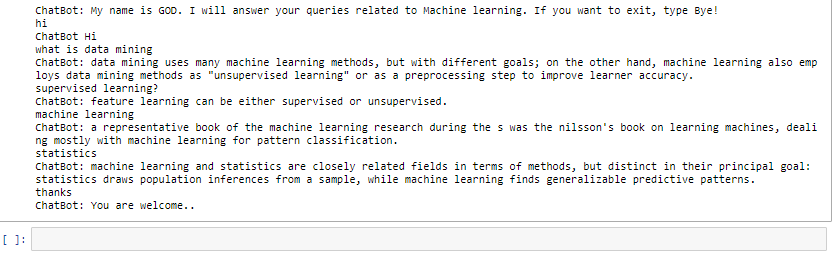 ChatBot: My name is GOD. I will answer your queries related to Machine learning. If you want to exit, type Bye!
hi
ChatBot Hi
what is data mining
ChatBot: data mining uses many machine learning methods, but with different goals; on the other hand, machine learning also emp
loys data mining methods as "unsupervised learning" or as a preprocessing step to improve learner accuracy.
supervised learning?
ChatBot: feature learning can be either supervised or unsupervised.
machine learning
ChatBot: a representative book of the machine learning research during the s was the nilsson's book on learning machines, deali
ng mostly with machine learning for pattern classification.
statistics
ChatBot: machine learning and statistics are closely related fields in terms of methods, but distinct in their principal goal:
statistics draws population inferences from a sample, while machine learning finds generalizable predictive patterns.
thanks
ChatBot: You are welcome..
[ ]: